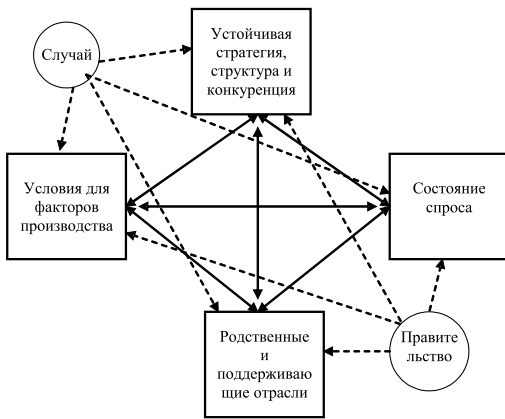 Случай
Устойчивая
стратегия,
структура и
конкуренция
Условия для
факторов
производства
Состояние
спроса
Родственные
и
поддерживаю
щие отрасли
Правите
льство